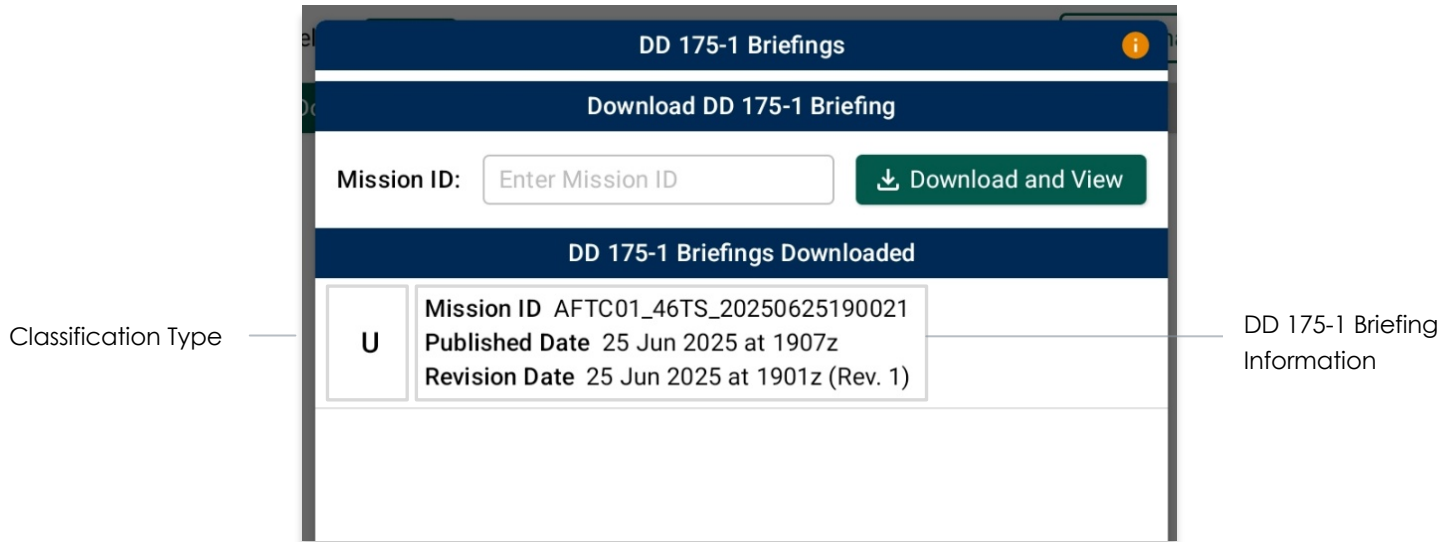 DD 175-1 Briefings
Download DD 175-1 Briefing
Mission ID: Enter Mission ID Download and View
DD 175-1 Briefings Downloaded
Classification Type
U
Mission ID AFTC01_46TS_20250625190021
Published Date 25 Jun 2025 at 1907z
Revision Date 25 Jun 2025 at 1901z (Rev. 1)
DD 175-1 Briefing
Information